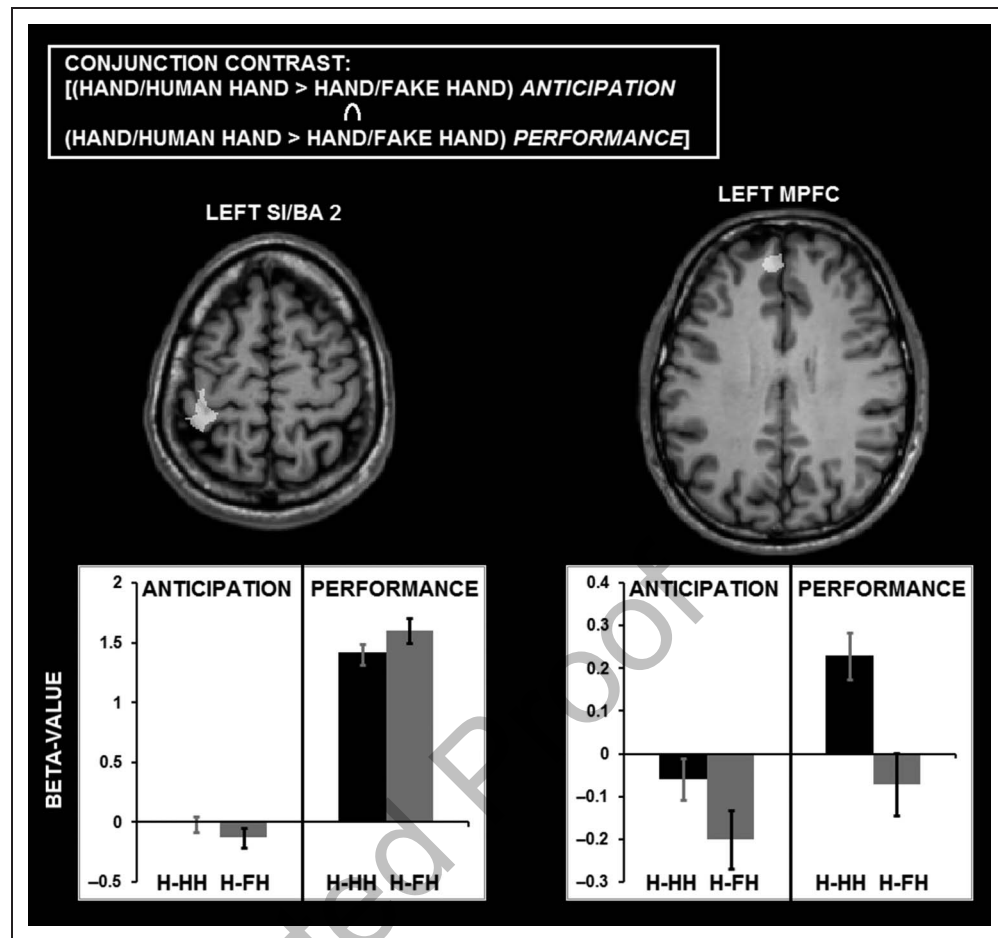 CONJUNCTION CONTRAST:
[(HAND/HUMAN HAND > HAND/FAKE HAND) ANTICIPATION
∩
(HAND/HUMAN HAND > HAND/FAKE HAND) PERFORMANCE]
LEFT SI/BA 2
LEFT MPFC
BETA-VALUE
ANTICIPATION PERFORMANCE
2
1.5
1
0.5
0
–0.5
H-HH H-FH H-HH H-FH
ANTICIPATION PERFORMANCE
0.4
0.3
0.2
0.1
0
–0.1
–0.2
–0.3
H-HH H-FH H-HH H-FH
ted Proof